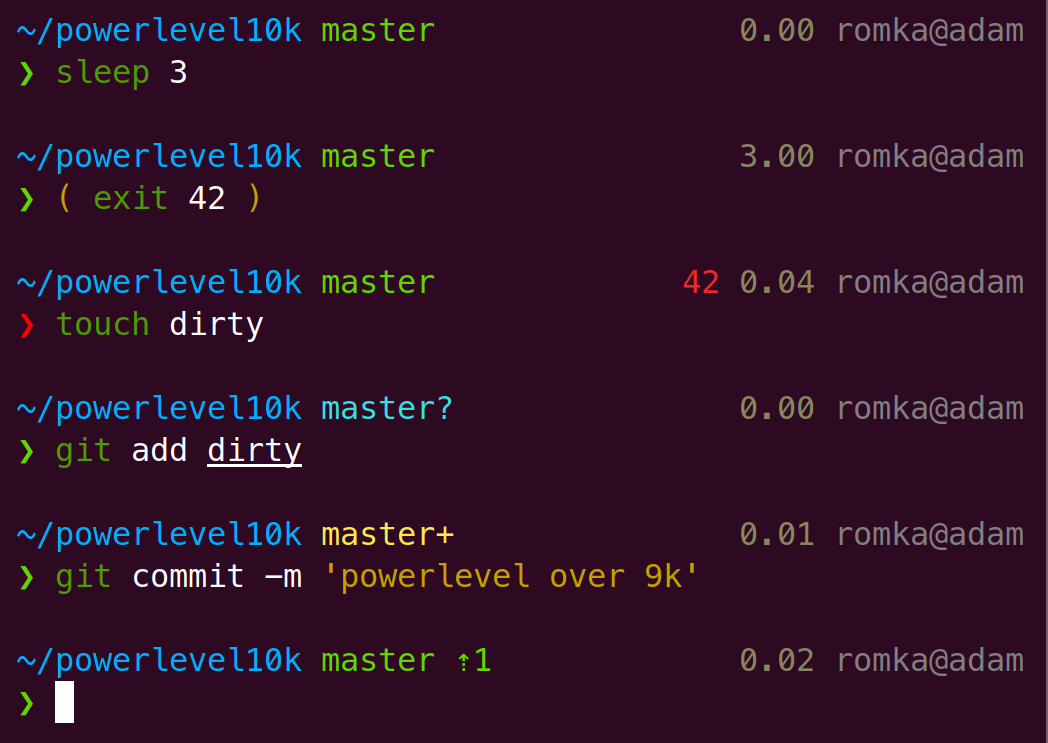 ~/powerlevel10k master 0.00 romka@adam
❯ sleep 3
~/powerlevel10k master 3.00 romka@adam
❯ ( exit 42 )
~/powerlevel10k master 42 0.04 romka@adam
❯ touch dirty
~/powerlevel10k master? 0.00 romka@adam
❯ git add dirty
~/powerlevel10k master+ 0.01 romka@adam
❯ git commit -m 'powerlevel over 9k'
~/powerlevel10k master ⇡1 0.02 romka@adam
❯